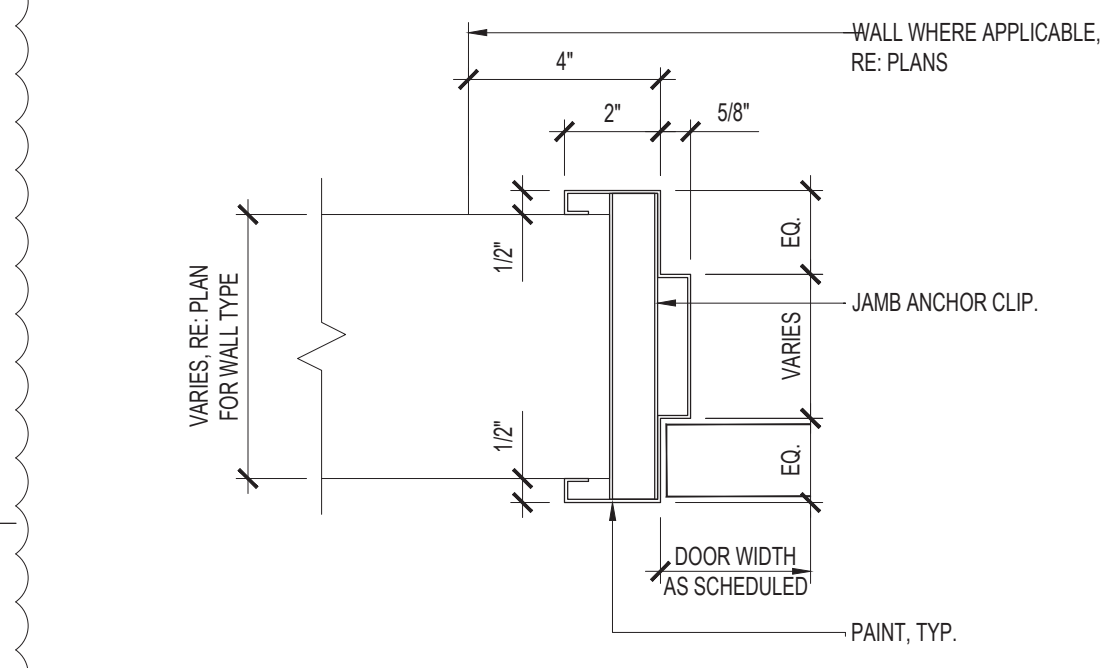 WALL WHERE APPLICABLE,
RE: PLANS
4"
2"
5/8"
1/2"
EQ.
VARIES, RE: PLAN
FOR WALL TYPE
JAMB ANCHOR CLIP.
VARIES
1/2"
EQ.
DOOR WIDTH
AS SCHEDULED
PAINT, TYP.